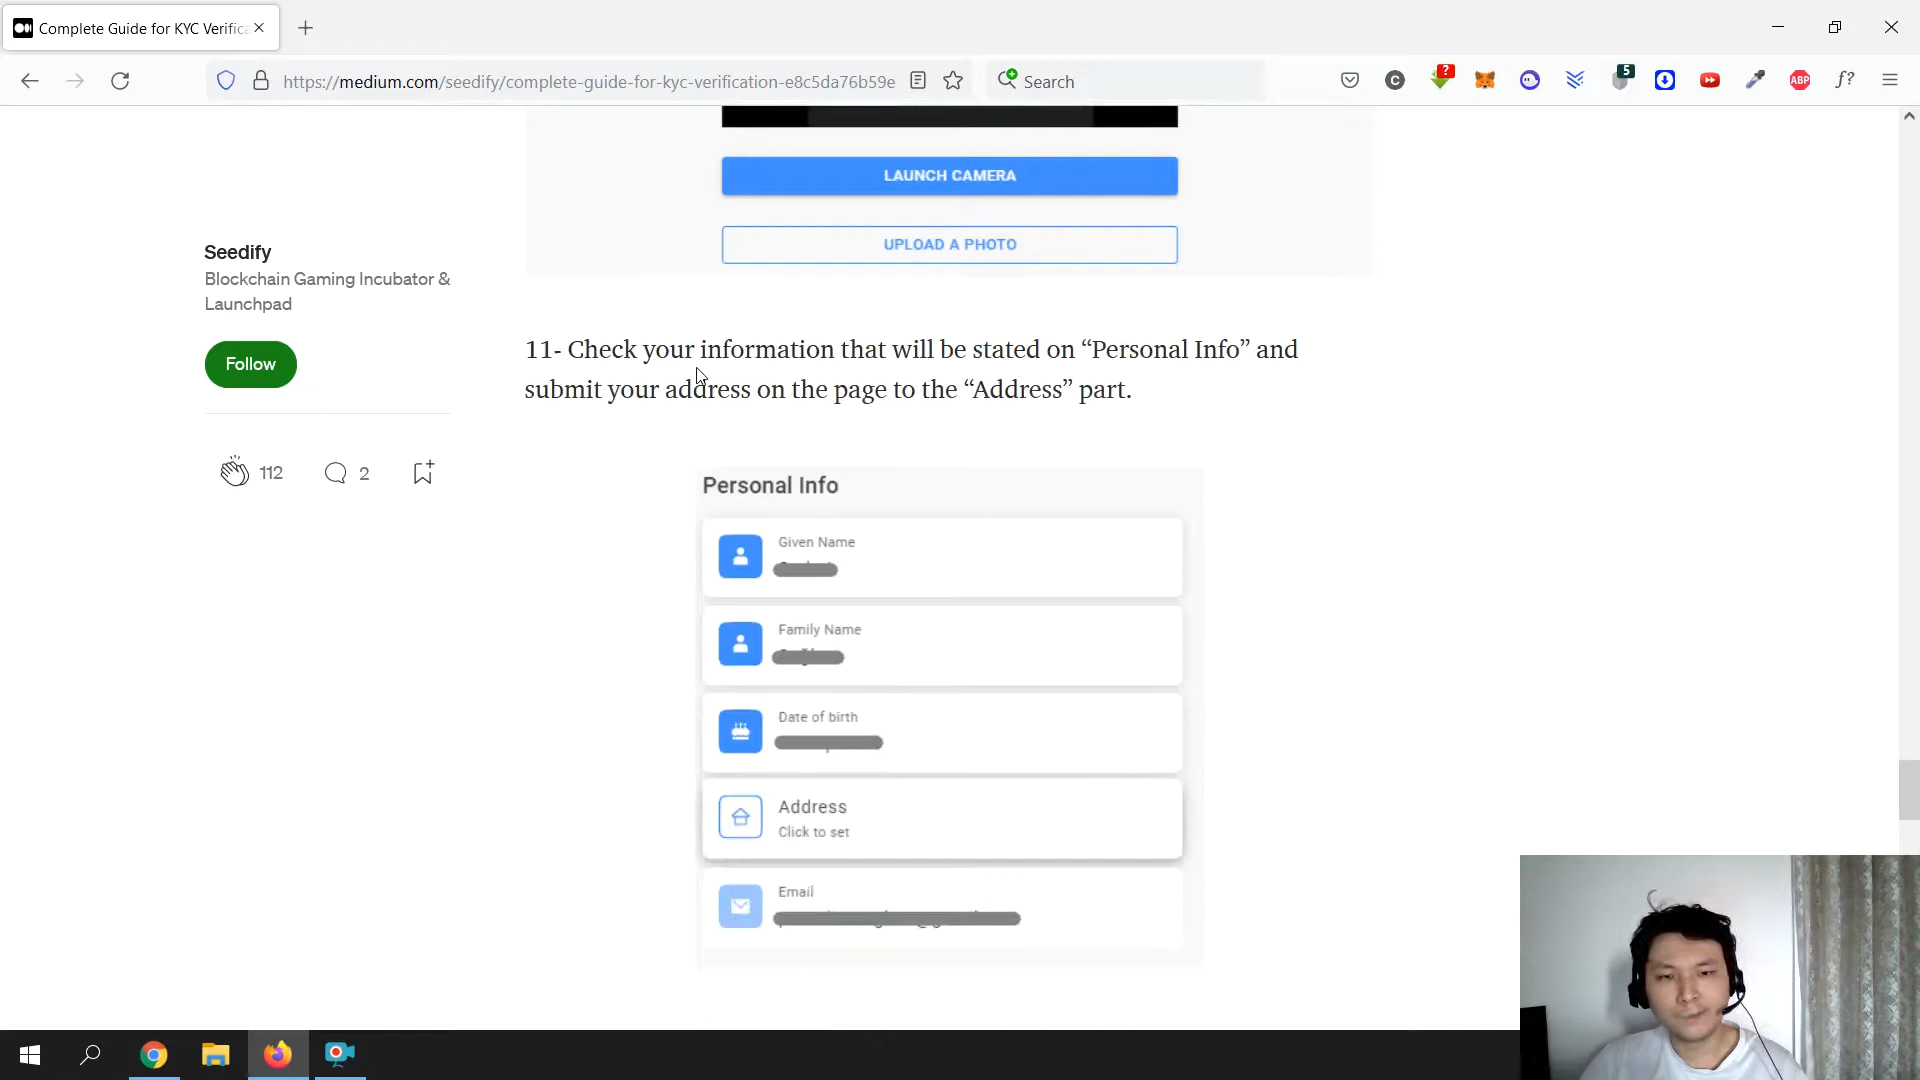 Complete Guide for KYC Verific
https://medium.com/seedify/complete-guide-for-kyc-verification-e8c5da76b59e
Search
?
5
ABP
f?
LAUNCH CAMERA
UPLOAD A PHOTO
Seedify
Blockchain Gaming Incubator &
Launchpad
Follow
112
2
11- Check your information that will be stated on “Personal Info” and
submit your address on the page to the “Address” part.
Personal Info
Given Name
Family Name
Date of birth
Address
Click to set
Email